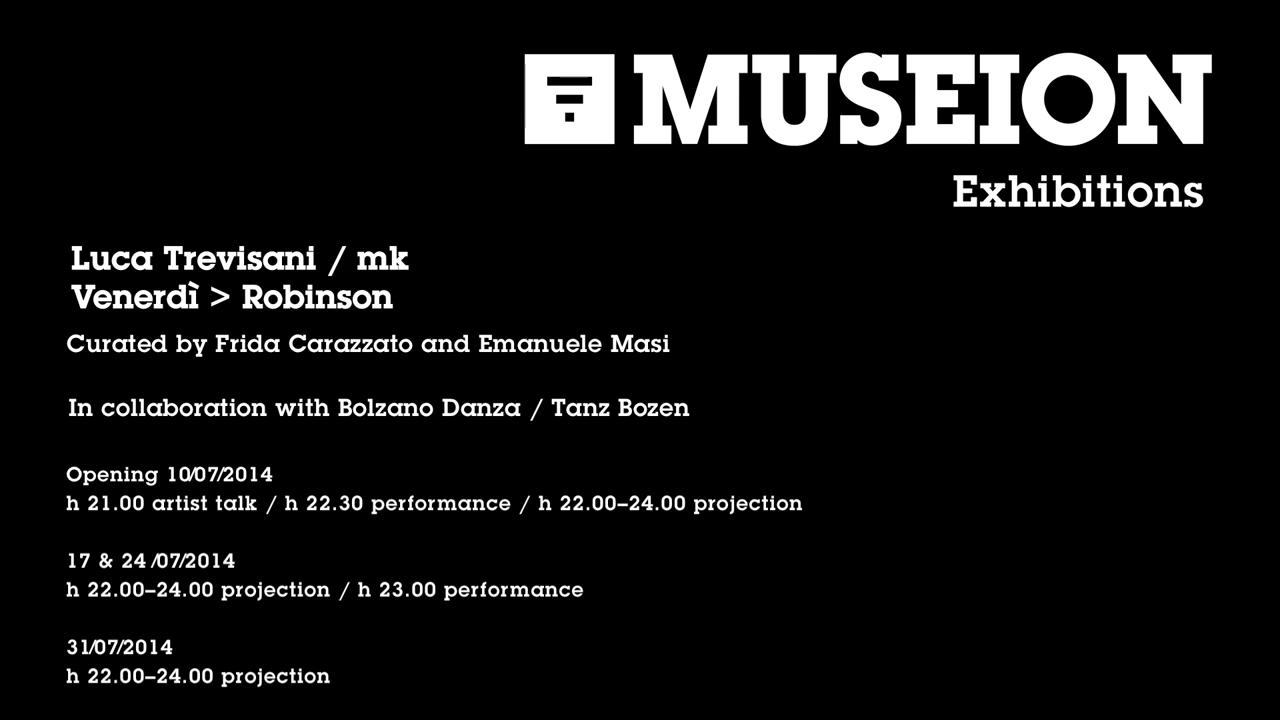 MUSEION
Exhibitions
Luca Trevisani / mk
Venerdì > Robinson
Curated by Frida Carazzato and Emanuele Masi
In collaboration with Bolzano Danza / Tanz Bozen
Opening 10/07/2014
h 21.00 artist talk / h 22.30 performance / h 22.00–24.00 projection
17 & 24 /07/2014
h 22.00–24.00 projection / h 23.00 performance
31/07/2014
h 22.00–24.00 projection